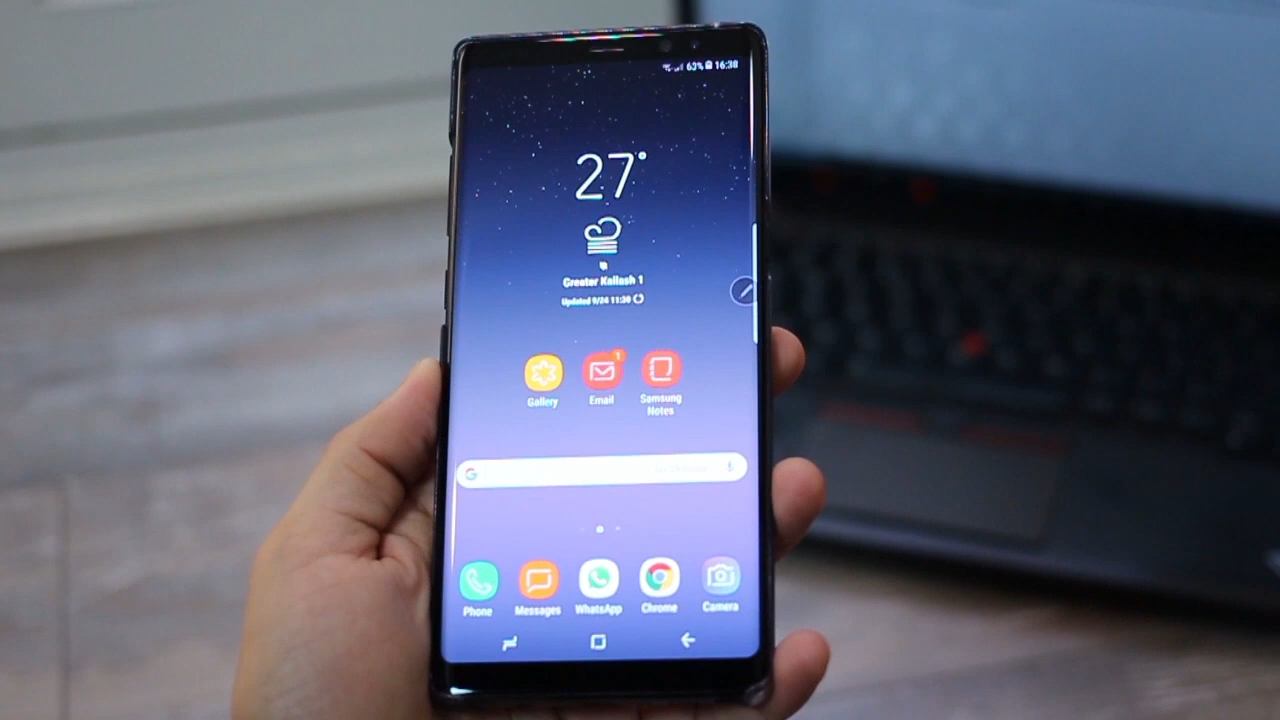 63% 16:38
27°
Greater Kailash 1
Updated 9/24 11:30
1
Gallery
Email
Samsung
Notes
G
Phone
Messages
WhatsApp
Chrome
Camera